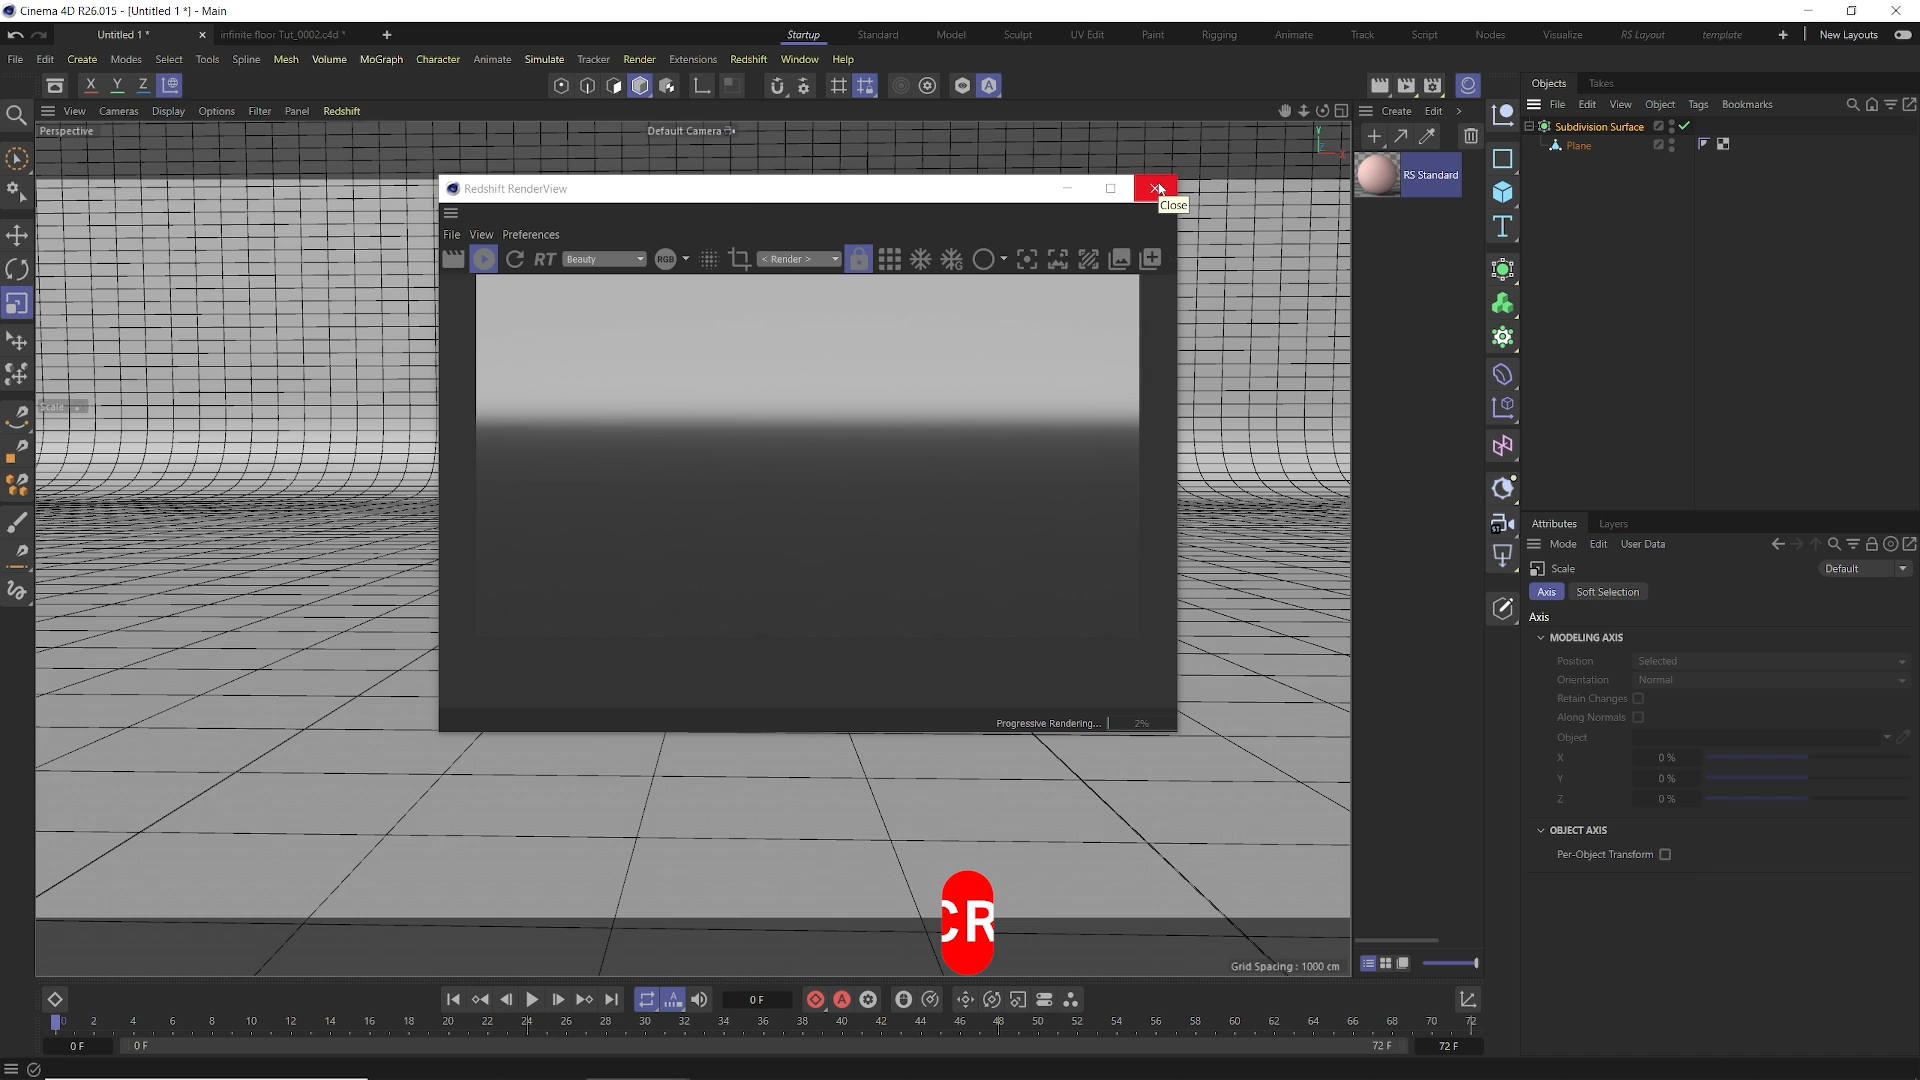 Cinema 4D R26.015 - [Untitled 1 *] - Main
Untitled 1 *
infinite floor Tut_0002.c4d *
Startup Standard Model Sculpt UV Edit Paint Rigging Animate Track Script Nodes Visualize RS Layout template New Layouts
File Edit Create Modes Select Tools Spline Mesh Volume MoGraph Character Animate Simulate Tracker Render Extensions Redshift Window Help
X Y Z
View Cameras Display Options Filter Panel Redshift
Create Edit
Objects Takes
File Edit View Object Tags Bookmarks
Perspective
Default Camera
Y
Z
X
Subdivision Surface
Plane
RS Standard
Redshift RenderView
Close
File View Preferences
RT Beauty RGB < Render >
Scale
Progressive Rendering... 2%
CR
Grid Spacing : 1000 cm
Attributes Layers
Mode Edit User Data
Scale Default
Axis Soft Selection
Axis
MODELING AXIS
Position Selected
Orientation Normal
Retain Changes
Along Normals
Object
X 0 %
Y 0 %
Z 0 %
OBJECT AXIS
Per-Object Transform
0 F
0 2 4 6 8 10 12 14 16 18 20 22 24 26 28 30 32 34 36 38 40 42 44 46 48 50 52 54 56 58 60 62 64 66 68 70 72
0 F 0 F 72 F 72 F